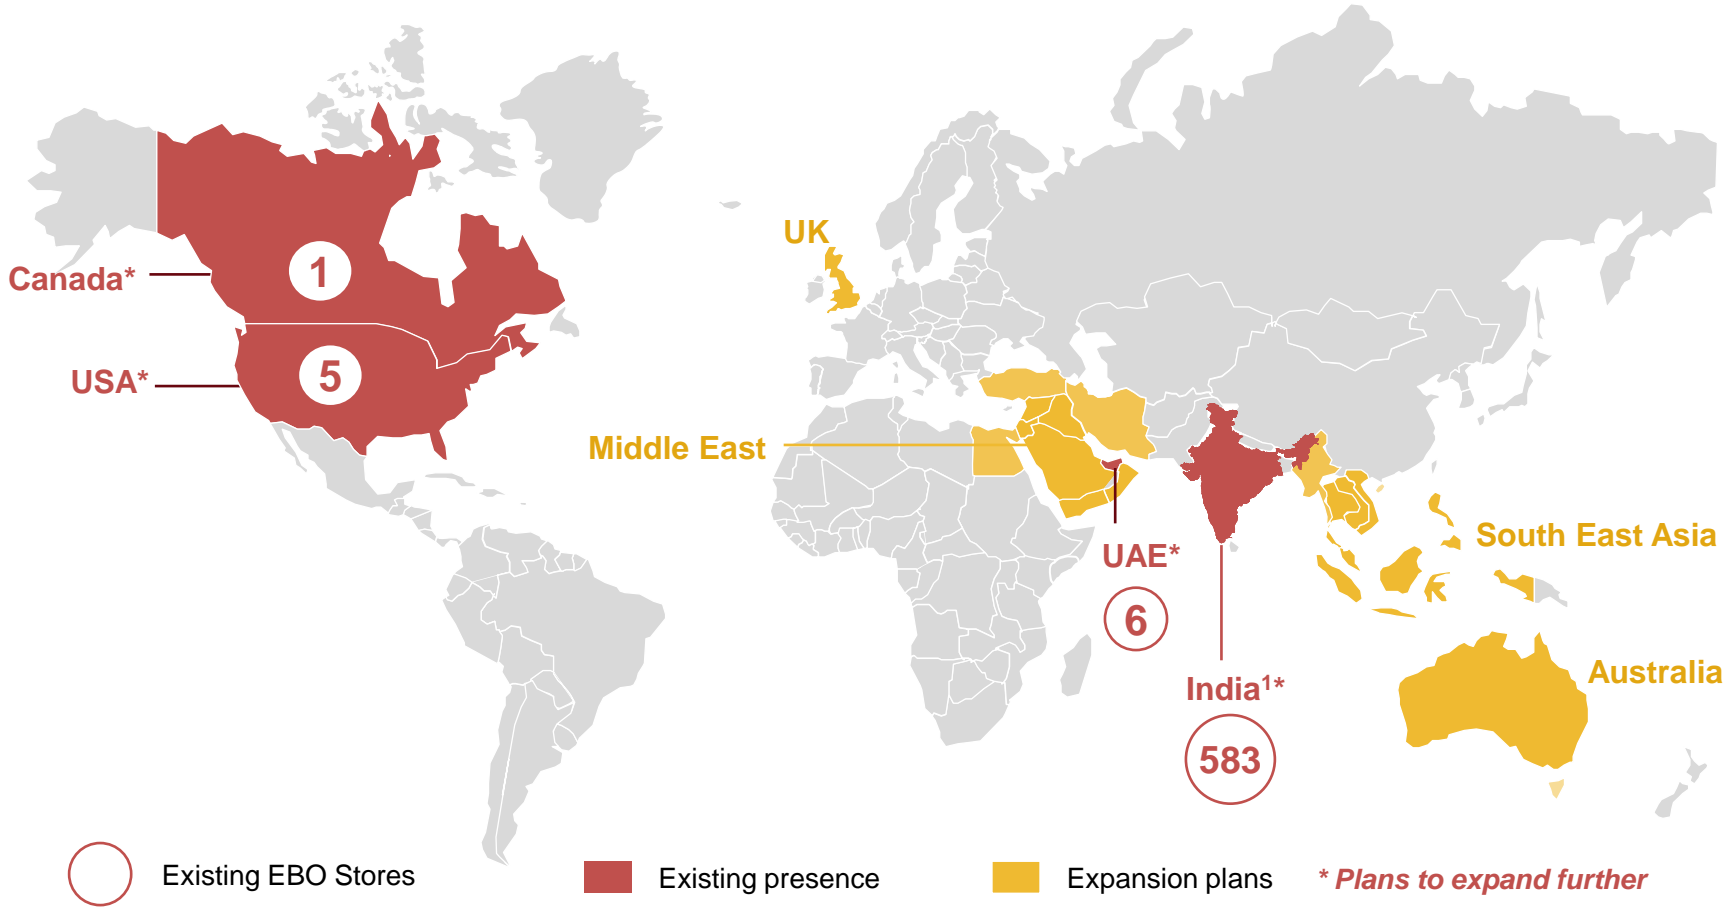 UK
Canada*
1
USA*
5
Middle East
South East Asia
UAE*
6
India¹*
583
Australia
Existing EBO Stores
Existing presence
Expansion plans
* Plans to expand further